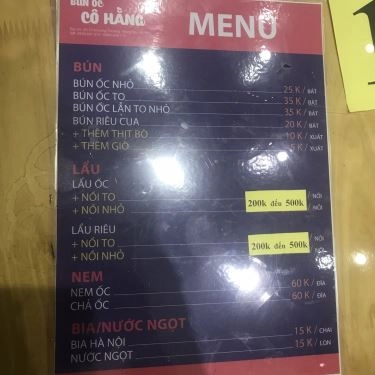 BÚN ỐC
CÔ HẰNG
MENU
BÚN
BÚN ỐC NHỎ 25 K / BÁT
BÚN ỐC TO 35 K / BÁT
BÚN ỐC LẪN TO NHỎ 35 K / BÁT
BÚN RIÊU CUA 20 K / BÁT
+ THÊM THỊT BÒ 10 K / XUẤT
+ THÊM GIÒ 5 K / XUẤT
LẨU
LẨU ỐC
+ NỒI TO / NỒI
200k đến 500k
+ NỒI NHỎ / NỒI
LẨU RIÊU
+ NỒI TO / NỒI
200k đến 500k
+ NỒI NHỎ / NỒI
NEM
NEM ỐC 60 K / ĐĨA
CHẢ ỐC 60 K / ĐĨA
BIA/NƯỚC NGỌT
BIA HÀ NỘI 15 K / CHAI
NƯỚC NGỌT 15 K / LON